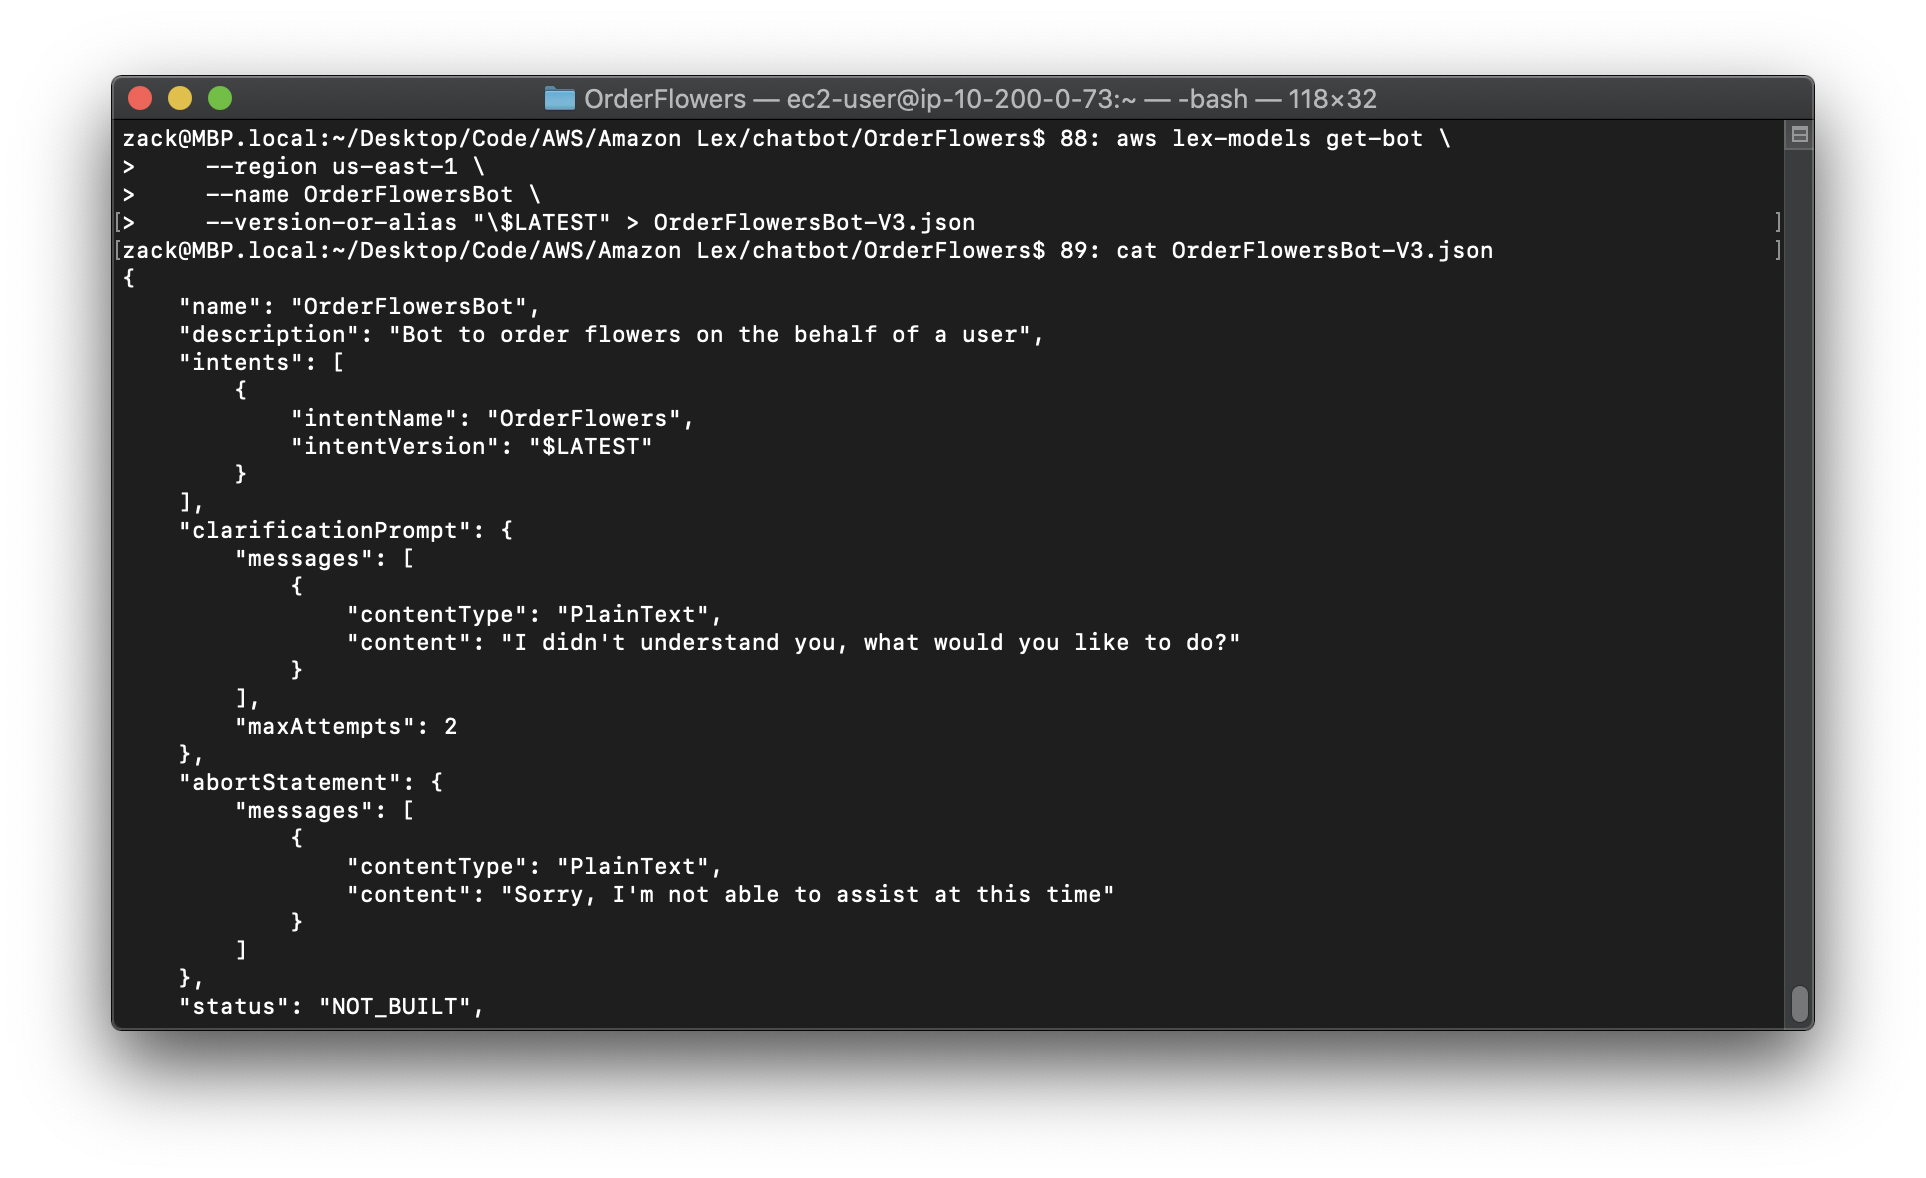 OrderFlowers — ec2-user@ip-10-200-0-73:~ — -bash — 118×32
zack@MBP.local:~/Desktop/Code/AWS/Amazon Lex/chatbot/OrderFlowers$ 88: aws lex-models get-bot \
>     --region us-east-1 \
>     --name OrderFlowersBot \
[>     --version-or-alias "\$LATEST" > OrderFlowersBot-V3.json ]
[zack@MBP.local:~/Desktop/Code/AWS/Amazon Lex/chatbot/OrderFlowers$ 89: cat OrderFlowersBot-V3.json ]
{
    "name": "OrderFlowersBot",
    "description": "Bot to order flowers on the behalf of a user",
    "intents": [
        {
            "intentName": "OrderFlowers",
            "intentVersion": "$LATEST"
        }
    ],
    "clarificationPrompt": {
        "messages": [
            {
                "contentType": "PlainText",
                "content": "I didn't understand you, what would you like to do?"
            }
        ],
        "maxAttempts": 2
    },
    "abortStatement": {
        "messages": [
            {
                "contentType": "PlainText",
                "content": "Sorry, I'm not able to assist at this time"
            }
        ]
    },
    "status": "NOT_BUILT",